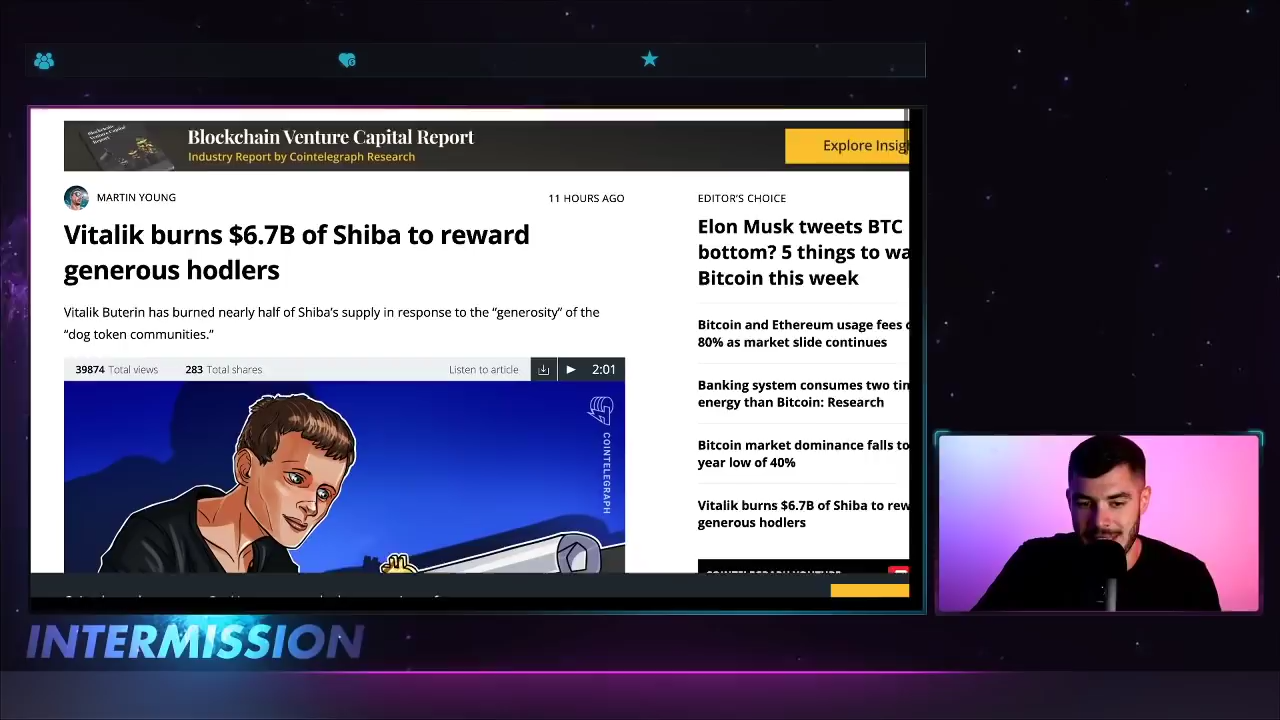 Blockchain Venture Capital Report
Industry Report by Cointelegraph Research
Explore
MARTIN YOUNG
11 HOURS AGO
Vitalik burns $6.7B of Shiba to reward
generous hodlers
Vitalik Buterin has burned nearly half of Shiba’s supply in response to the “generosity” of the
“dog token communities.”
39874 Total views
283 Total shares
Listen to article
2:01
COINTELEGRAPH
EDITOR’S CHOICE
Elon Musk tweets BTC
bottom? 5 things to
Bitcoin this week
Bitcoin and Ethereum usage fees
80% as market slide continues
Banking system consumes two
energy than Bitcoin: Research
Bitcoin market dominance falls to
year low of 40%
Vitalik burns $6.7B of Shiba to
generous hodlers
COINTELEGRAPH YOUTUBE
INTERMISSION